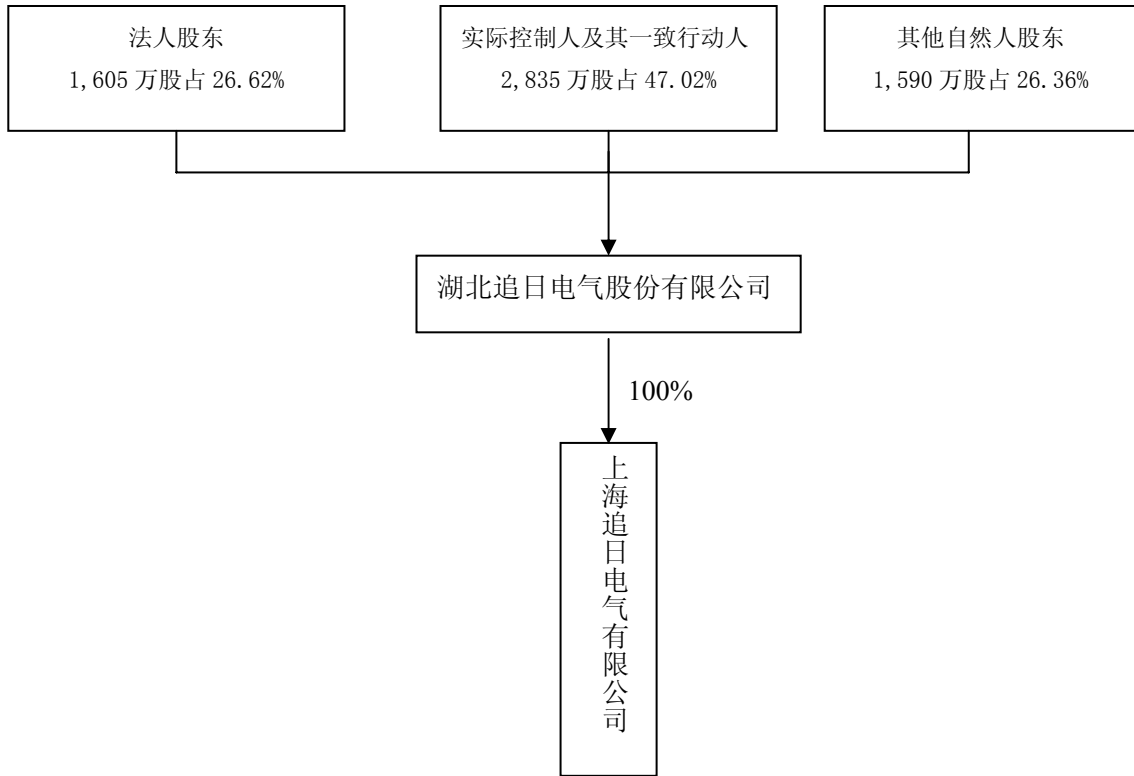 法人股东
1,605 万股占 26.62%
实际控制人及其一致行动人
2,835 万股占 47.02%
其他自然人股东
1,590 万股占 26.36%
湖北追日电气股份有限公司
100%
上海追日电气有限公司